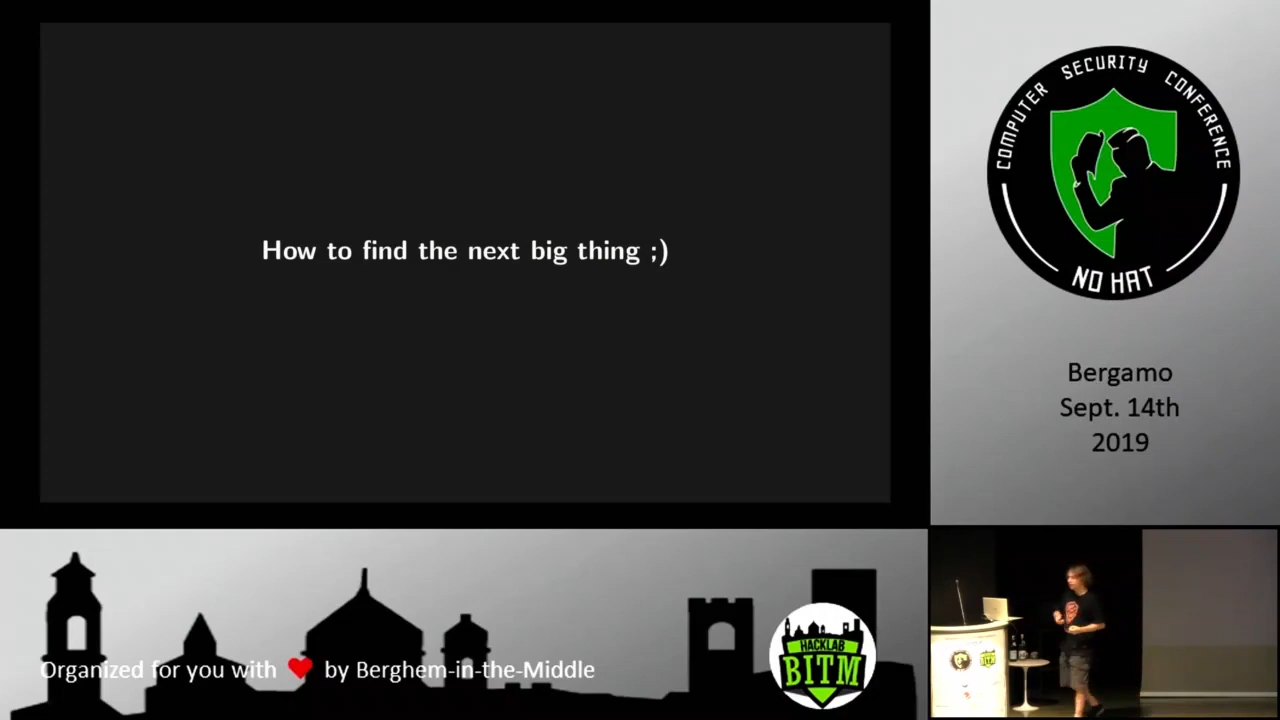 How to find the next big thing ;)
COMPUTER SECURITY CONFERENCE
NO HAT
Bergamo
Sept. 14th
2019
Organized for you with ❤ by Berghem-in-the-Middle
HACKLAB
BITM
BITM